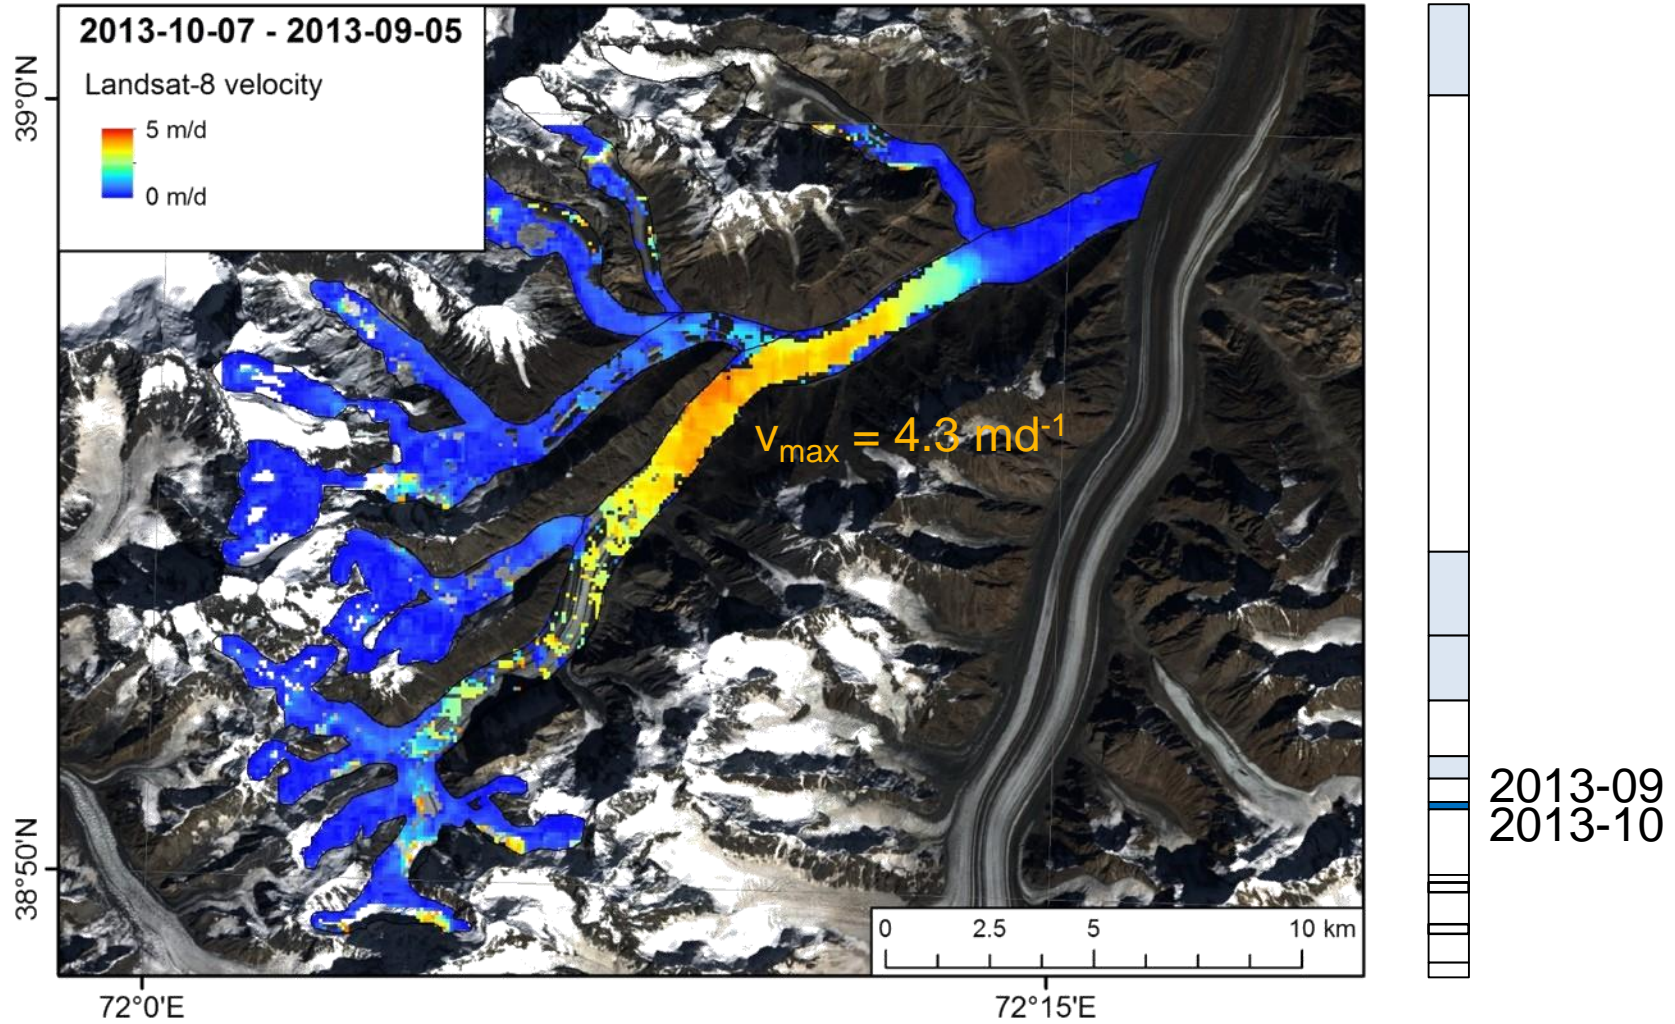 2013-10-07 - 2013-09-05
Landsat-8 velocity
5 m/d
0 m/d
39°0'N
38°50'N
v_max = 4.3 md^-1
2013-09
2013-10
0 2.5 5 10 km
72°0'E 72°15'E